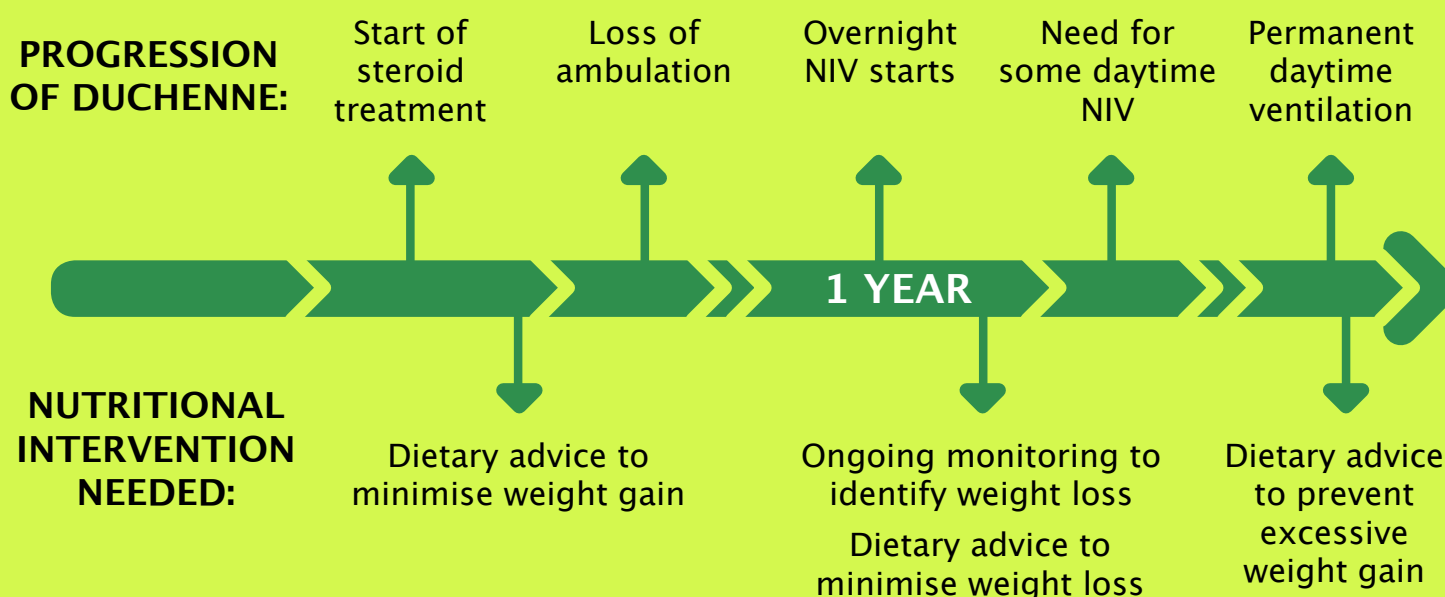 PROGRESSION
OF DUCHENNE:
Start of
steroid
treatment
Loss of
ambulation
Overnight
NIV starts
Need for
some daytime
NIV
Permanent
daytime
ventilation
1 YEAR
NUTRITIONAL
INTERVENTION
NEEDED:
Dietary advice to
minimise weight gain
Ongoing monitoring to
identify weight loss
Dietary advice to
minimise weight loss
Dietary advice
to prevent
excessive
weight gain